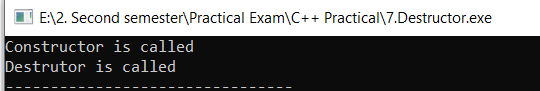 E:\2. Second semester\Practical Exam\C++ Practical\7.Destructor.exe
Constructor is called
Destrutor is called
--------------------------------